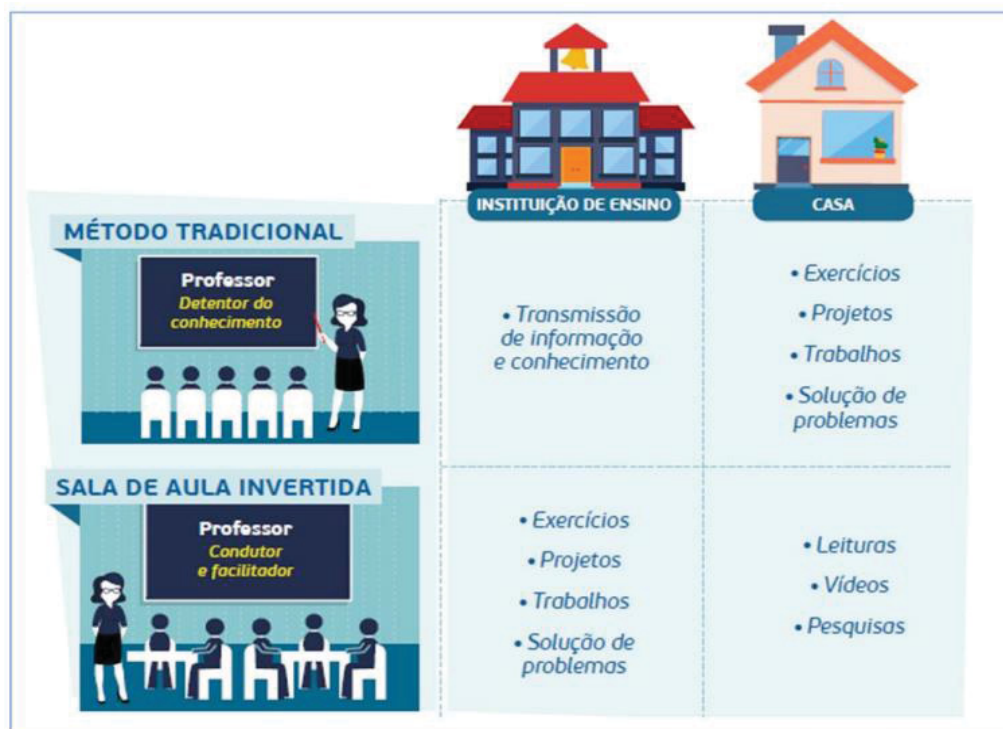 INSTITUIÇÃO DE ENSINO
CASA
MÉTODO TRADICIONAL
Professor
Detentor do
conhecimento
• Transmissão
de informação
e conhecimento
• Exercícios
• Projetos
• Trabalhos
• Solução de
problemas
SALA DE AULA INVERTIDA
Professor
Condutor
e facilitador
• Exercícios
• Projetos
• Trabalhos
• Solução de
problemas
• Leituras
• Vídeos
• Pesquisas